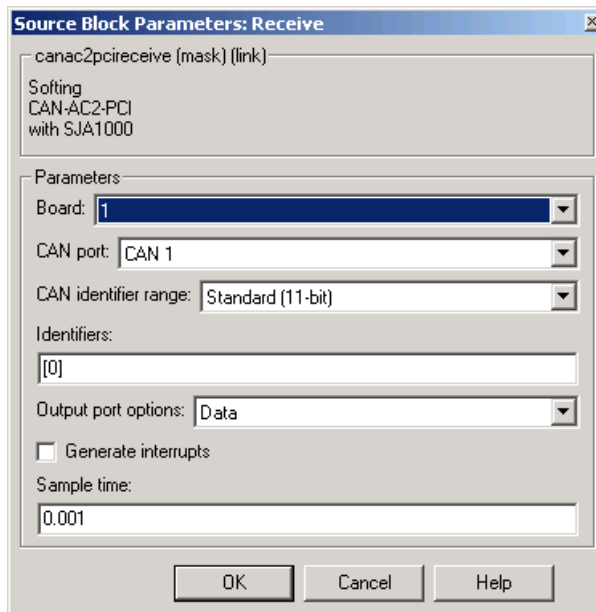 Source Block Parameters: Receive
canac2pcireceive (mask) (link)
Softing
CAN-AC2-PCI
with SJA1000
Parameters
Board: 1
CAN port: CAN 1
CAN identifier range: Standard (11-bit)
Identifiers:
[0]
Output port options: Data
Generate interrupts
Sample time:
0.001
OK Cancel Help